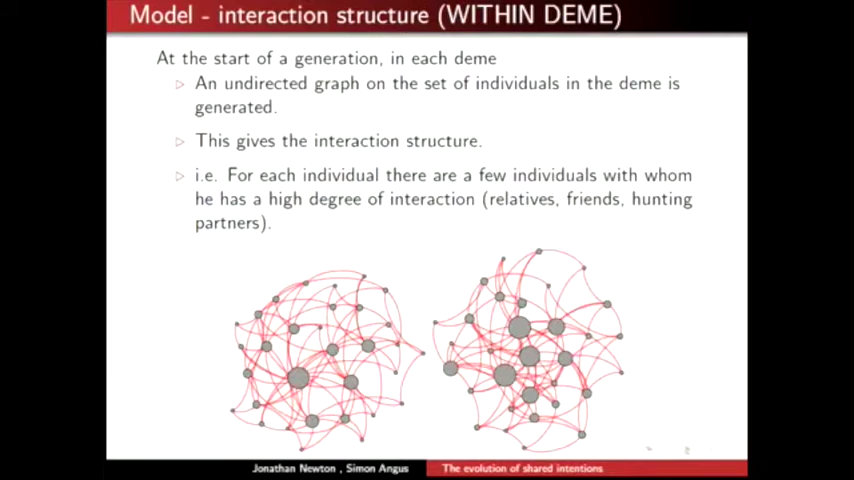 Model - interaction structure (WITHIN DEME)
At the start of a generation, in each deme
▷ An undirected graph on the set of individuals in the deme is
generated.
▷ This gives the interaction structure.
▷ i.e. For each individual there are a few individuals with whom
he has a high degree of interaction (relatives, friends, hunting
partners).
Jonathan Newton , Simon Angus
The evolution of shared intentions